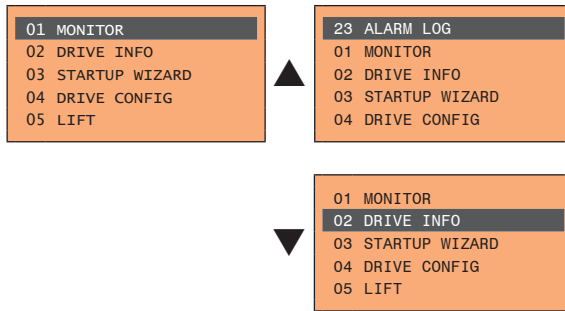 01 MONITOR
02 DRIVE INFO
03 STARTUP WIZARD
04 DRIVE CONFIG
05 LIFT
23 ALARM LOG
01 MONITOR
02 DRIVE INFO
03 STARTUP WIZARD
04 DRIVE CONFIG
01 MONITOR
02 DRIVE INFO
03 STARTUP WIZARD
04 DRIVE CONFIG
05 LIFT